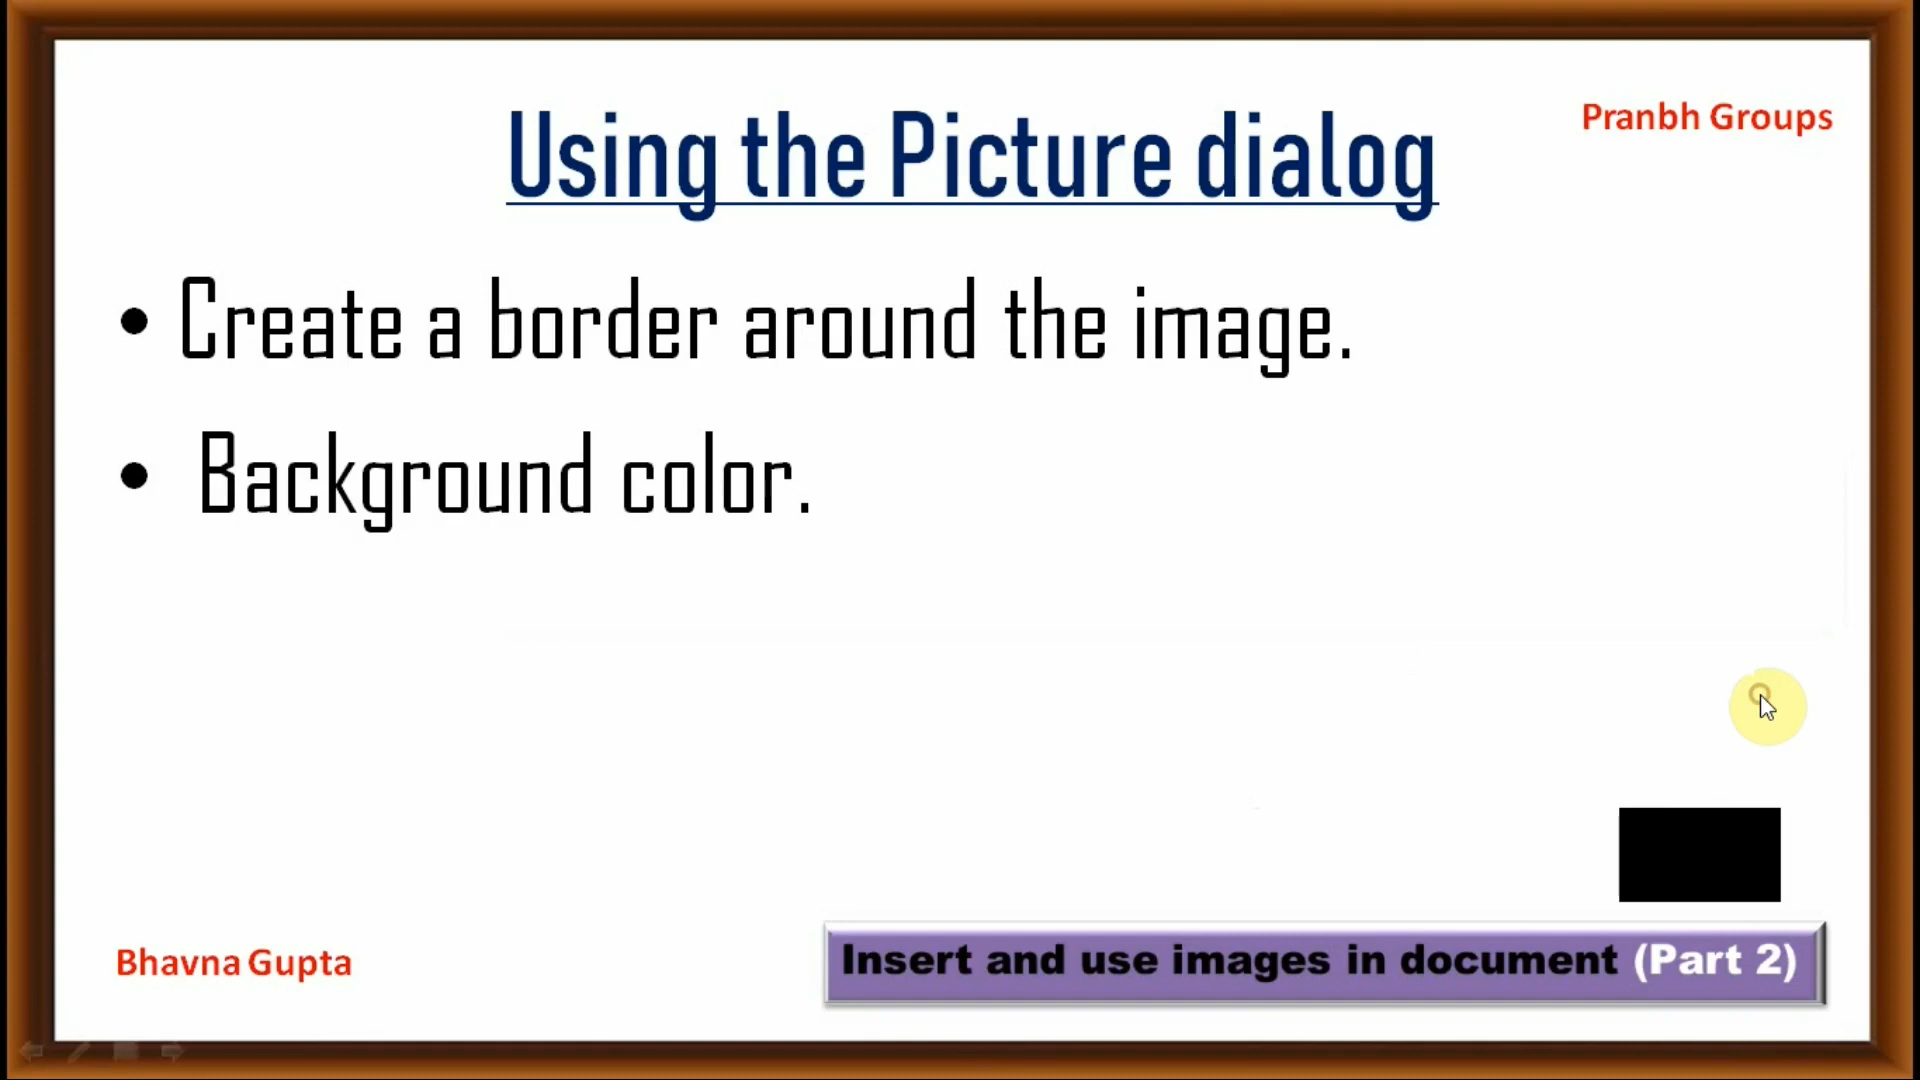 Pranbh Groups
Using the Picture dialog
• Create a border around the image.
• Background color.
Bhavna Gupta
Insert and use images in document (Part 2)